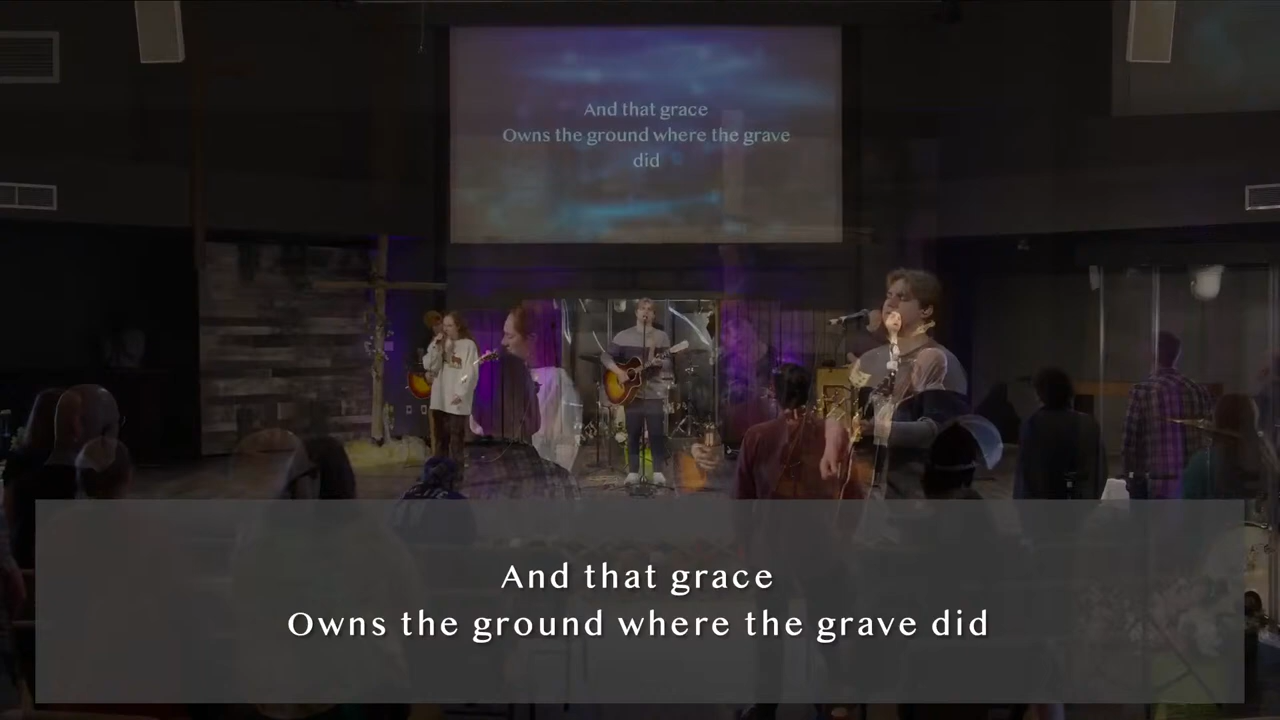 And that grace
Owns the ground where the grave
did
And that grace
Owns the ground where the grave did